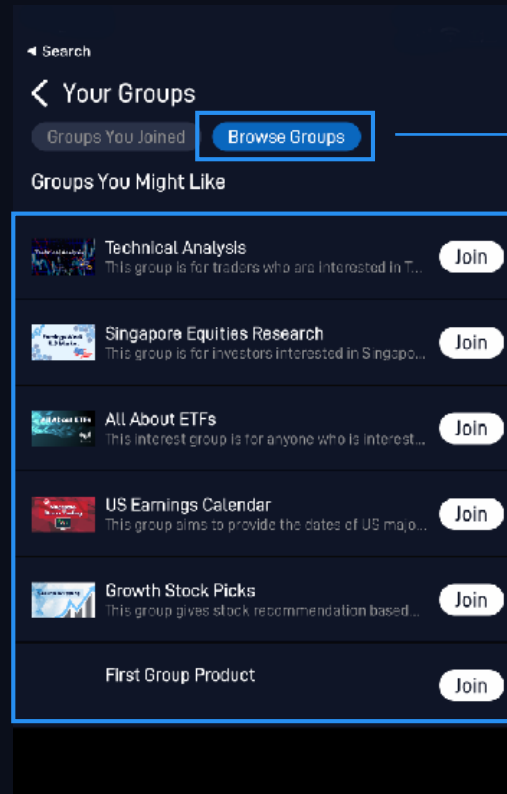 ◄ Search
Your Groups
Groups You Joined
Browse Groups
Groups You Might Like
Technical Analysis
This group is for traders who are interested in T...
Join
Singapore Equities Research
This group is for investors interested in Singapo...
Join
All About ETFs
This interest group is for anyone who is interest...
Join
US Earnings Calendar
This group aims to provide the dates of US majo...
Join
Growth Stock Picks
This group gives stock recommendation based...
Join
First Group Product
Join